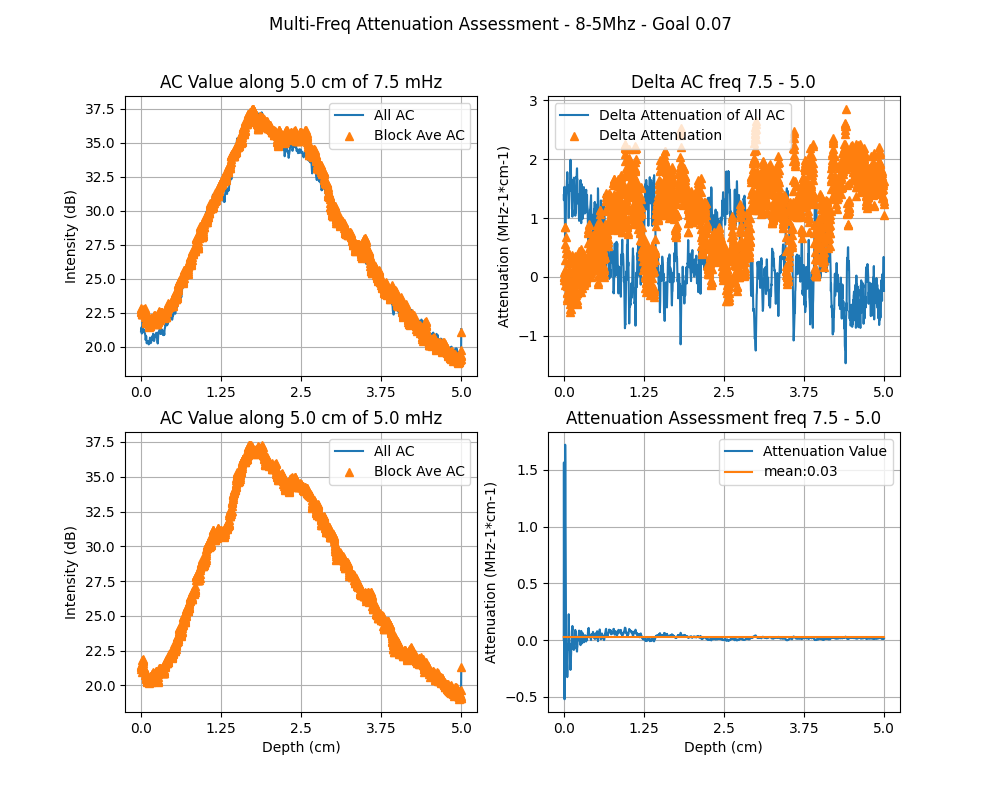 Multi-Freq Attenuation Assessment - 8-5Mhz - Goal 0.07
AC Value along 5.0 cm of 7.5 mHz
Intensity (dB)
37.5
35.0
32.5
30.0
27.5
25.0
22.5
20.0
All AC
Block Ave AC
0.0 1.25 2.5 3.75 5.0
Delta AC freq 7.5 - 5.0
Attenuation (MHz-1*cm-1)
3
2
1
0
−1
Delta Attenuation of All AC
Delta Attenuation
0.0 1.25 2.5 3.75 5.0
AC Value along 5.0 cm of 5.0 mHz
Intensity (dB)
37.5
35.0
32.5
30.0
27.5
25.0
22.5
20.0
All AC
Block Ave AC
0.0 1.25 2.5 3.75 5.0
Depth (cm)
Attenuation Assessment freq 7.5 - 5.0
Attenuation (MHz-1*cm-1)
1.5
1.0
0.5
0.0
−0.5
Attenuation Value
mean:0.03
0.0 1.25 2.5 3.75 5.0
Depth (cm)